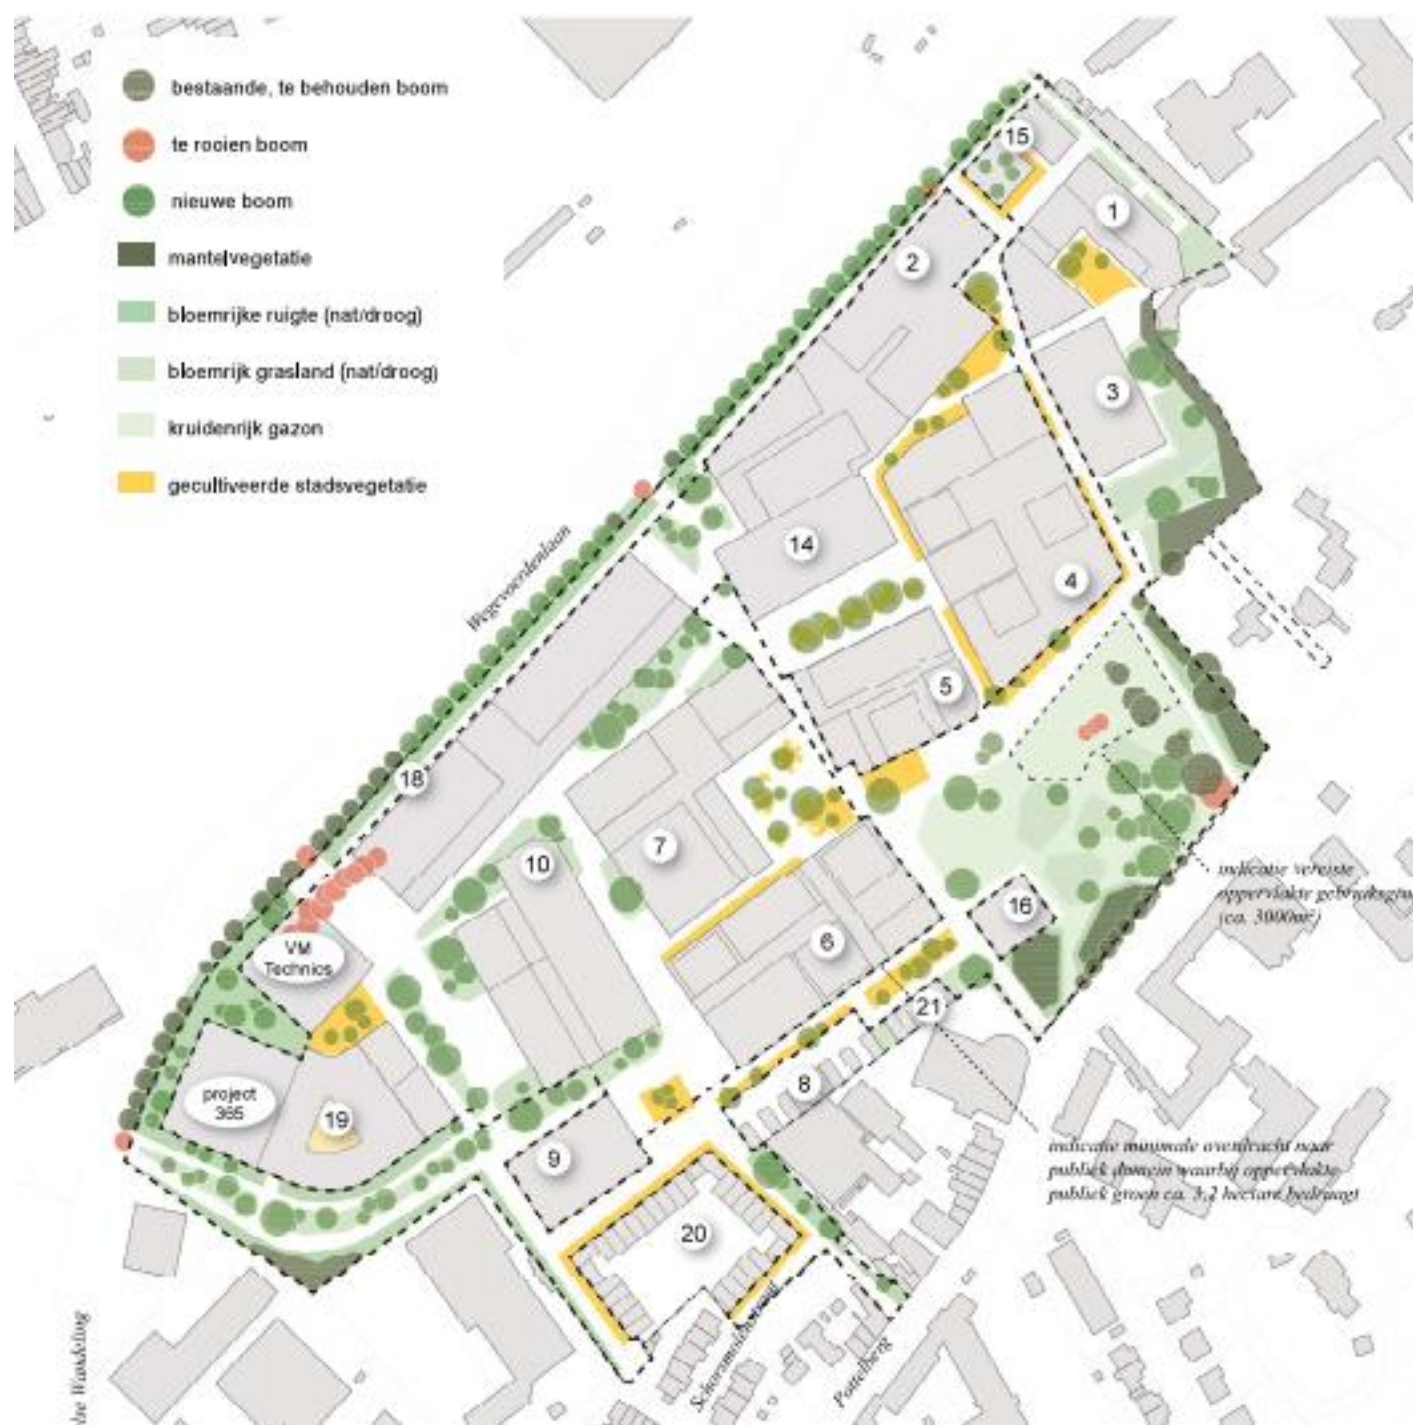 bestaande, te behouden boom
te rooien boom
nieuwe boom
mantelvegetatie
bloemrijke ruigte (nat/droog)
bloemrijk grasland (nat/droog)
kruidenrijk gazon
gecultiveerde stadsvegetatie
15
1
2
3
14
4
Wegevoerdenlaan
5
18
7
10
indicatie vereiste
oppervlakte
(ca. 3000m²)
16
6
VM
Technics
21
8
project
365
19
9
indicatie minimale overdracht naar
publiek domein waarbij oppervlakte
publiek groen ca. 3,2 hectare bedraagt
20
Pottelberg
Wandeling